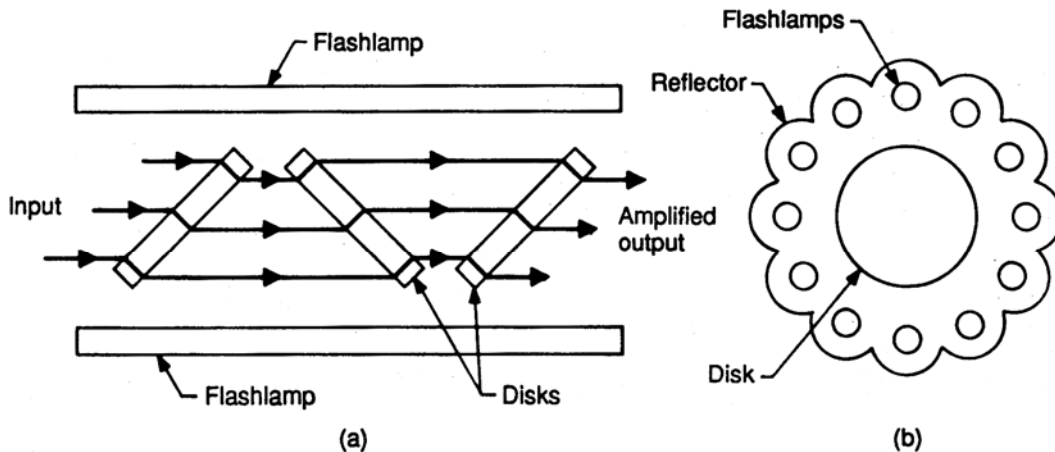 Flashlamp
Input
Amplified
output
Flashlamp
Disks
(a)
Flashlamps
Reflector
Disk
(b)